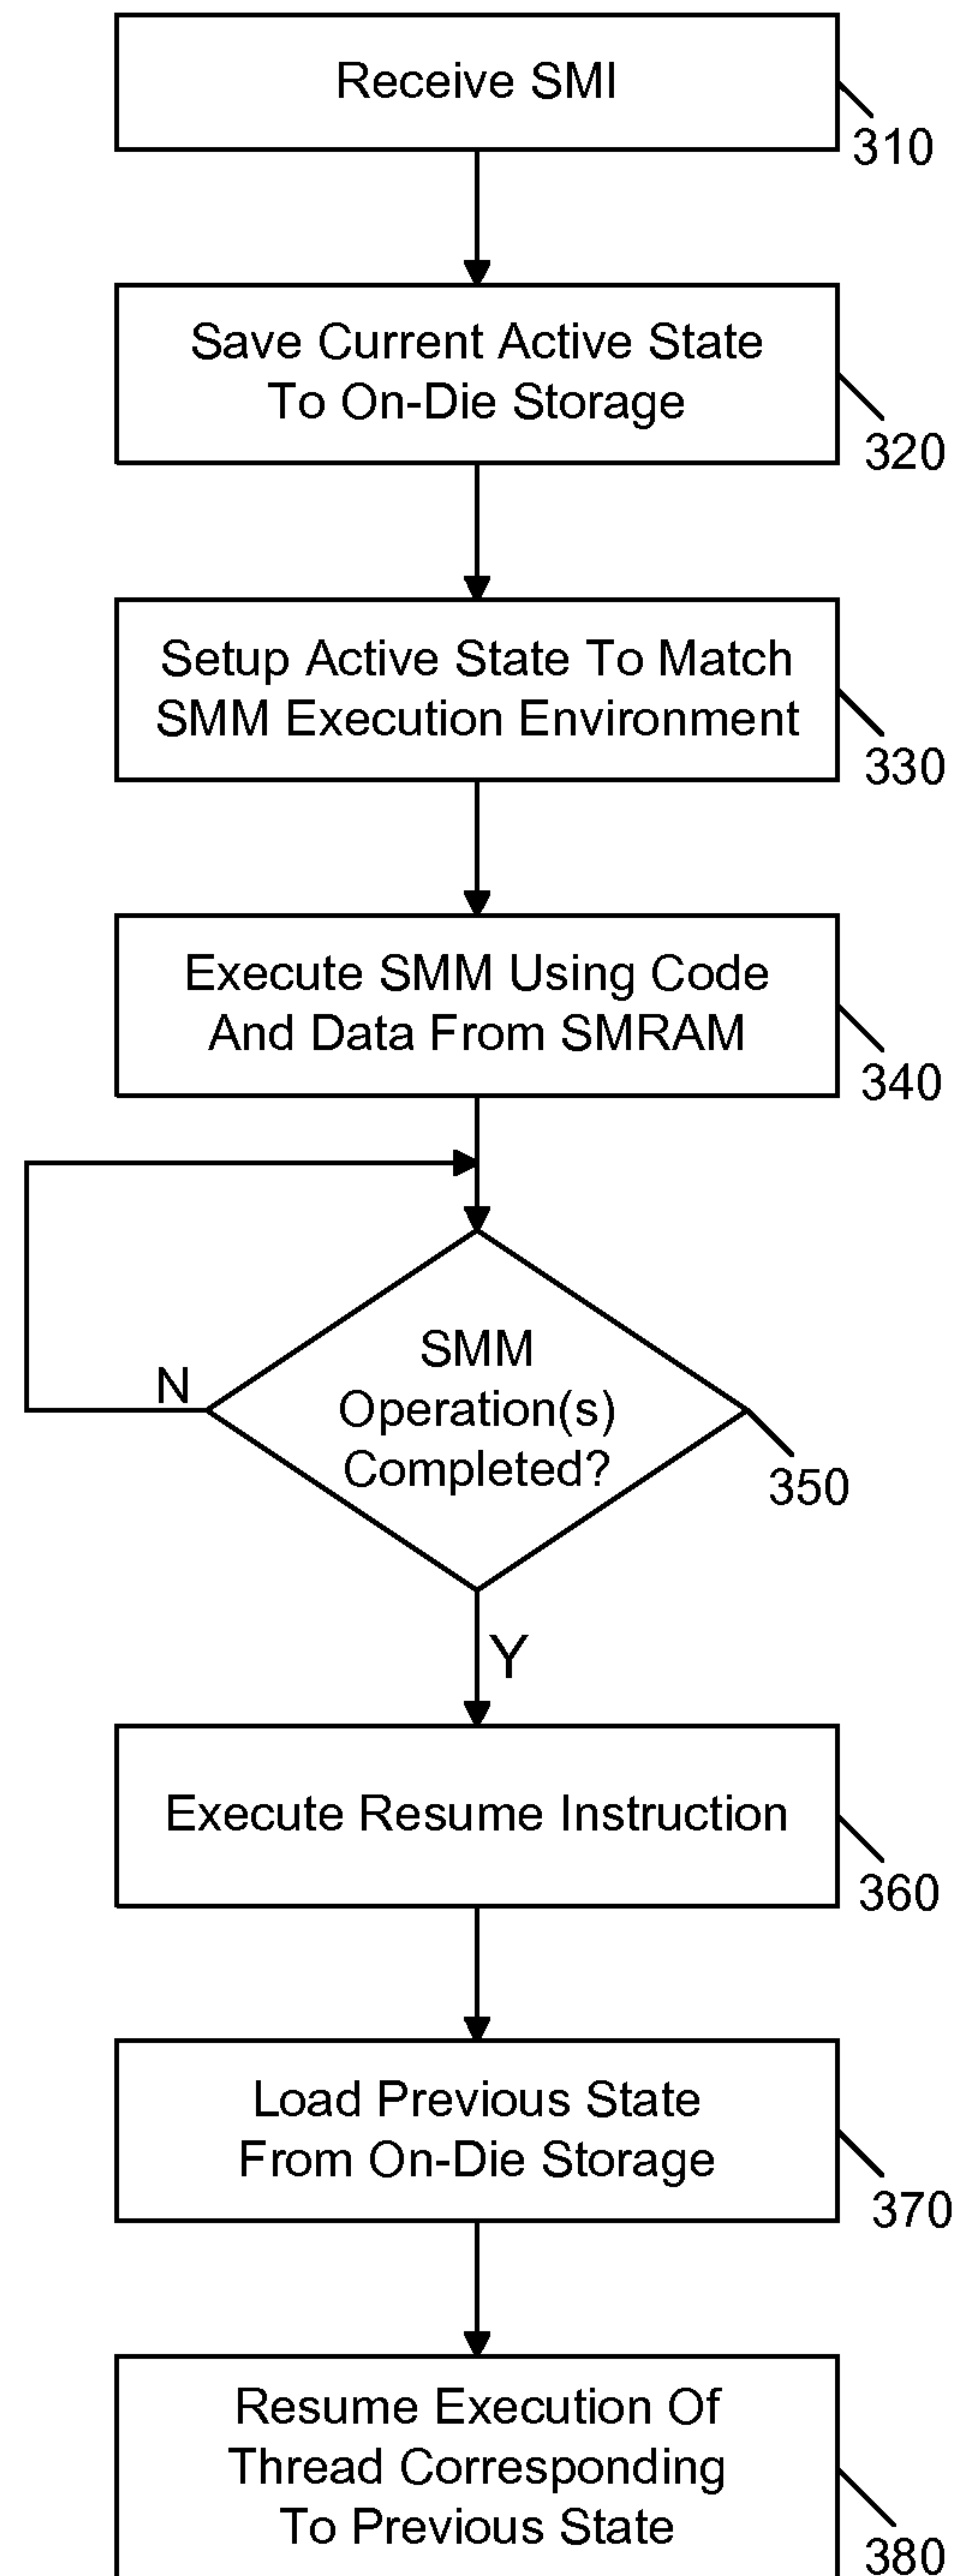 Receive SMI
310
Save Current Active State
To On-Die Storage
320
Setup Active State To Match
SMM Execution Environment
330
Execute SMM Using Code
And Data From SMRAM
340
SMM
Operation(s)
Completed?
N
350
Y
Execute Resume Instruction
360
Load Previous State
From On-Die Storage
370
Resume Execution Of
Thread Corresponding
To Previous State
380